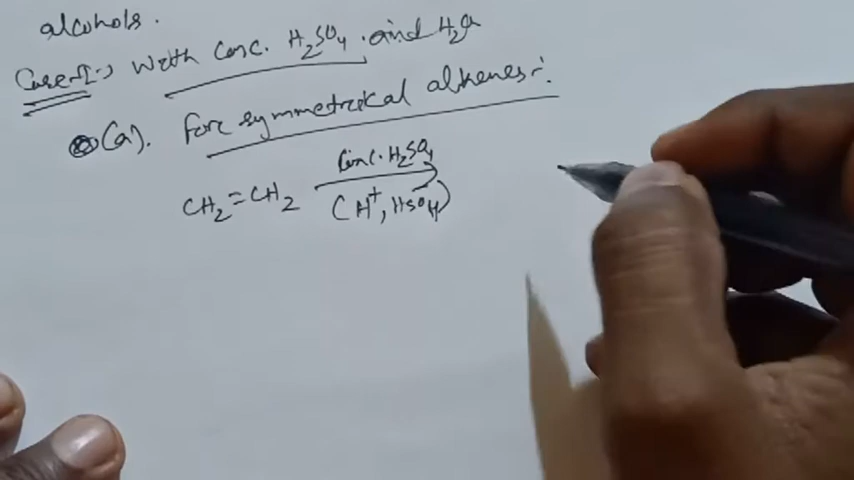 alcohols.
Case-I:-> With Conc. H2SO4 and H2O
(a). For symmetrical alkenes:-
Conc. H2SO4
CH2=CH2
(H+, HSO4)